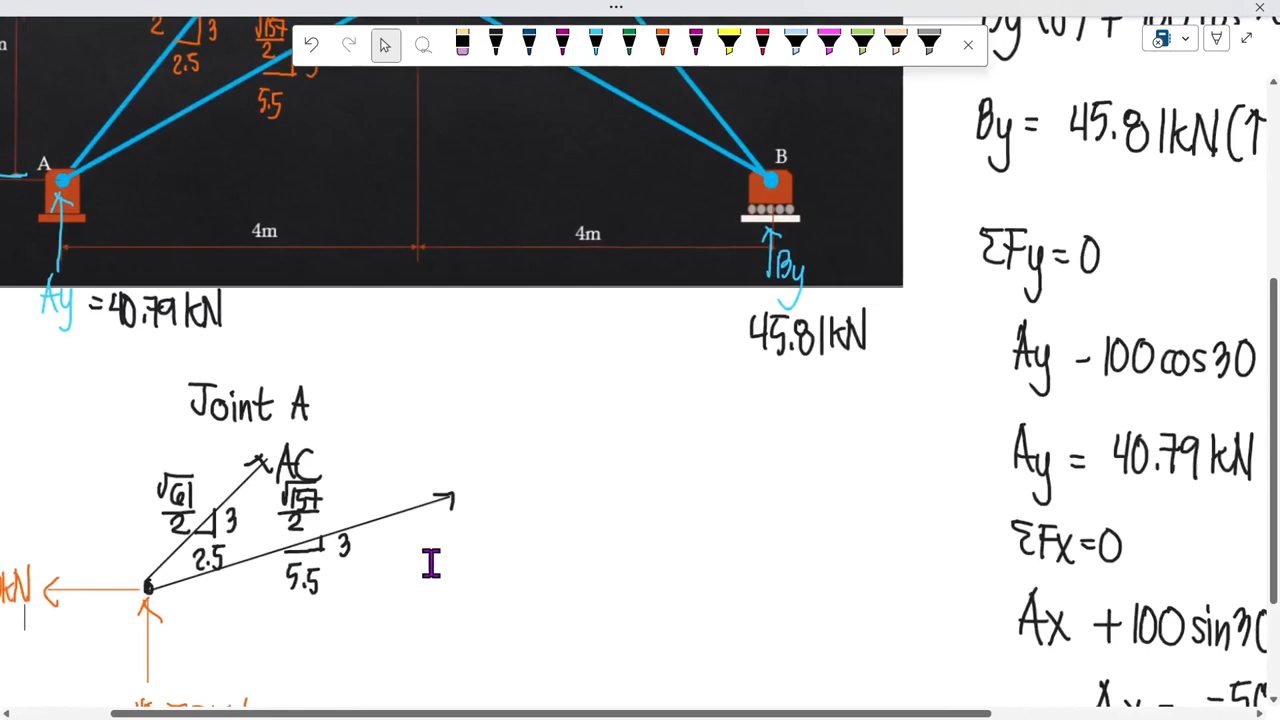 m
2
3
2.5
√157
2
5.5
A
B
4m
4m
Ay = 40.79 kN
By
45.81 kN
Joint A
AC
√61
2
3
2.5
√157
2
3
5.5
kN
By = 45.81 kN (↑
ΣFy = 0
Ay - 100 cos 30
Ay = 40.79 kN
ΣFx = 0
Ax + 100 sin 30